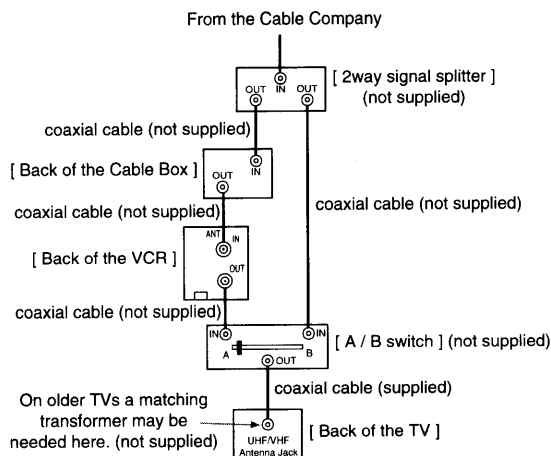 From the Cable Company
IN
OUT
OUT
[ 2way signal splitter ]
(not supplied)
coaxial cable (not supplied)
[ Back of the Cable Box ]
OUT
IN
coaxial cable (not supplied)
coaxial cable (not supplied)
ANT
IN
[ Back of the VCR ]
OUT
coaxial cable (not supplied)
IN
IN
A
B
[ A / B switch ] (not supplied)
OUT
coaxial cable (supplied)
On older TVs a matching
transformer may be
needed here. (not supplied)
UHF/VHF
Antenna Jack
[ Back of the TV ]